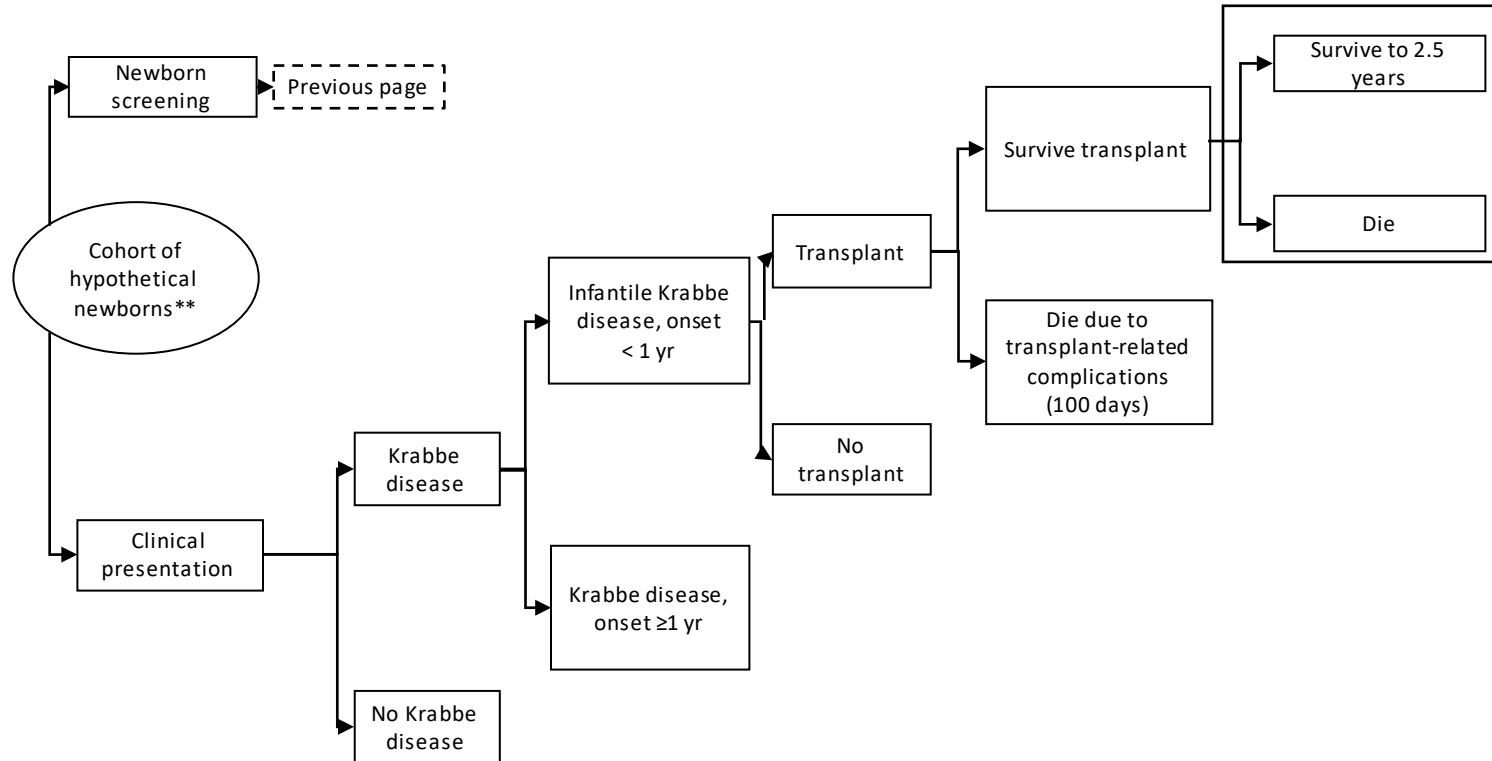 Newborn
screening
Previous page
Cohort of
hypothetical
newborns**
Clinical
presentation
Krabbe
disease
No Krabbe
disease
Infantile Krabbe
disease, onset
< 1 yr
Krabbe disease,
onset ≥1 yr
Transplant
No
transplant
Survive transplant
Die due to
transplant-related
complications
(100 days)
Survive to 2.5
years
Die